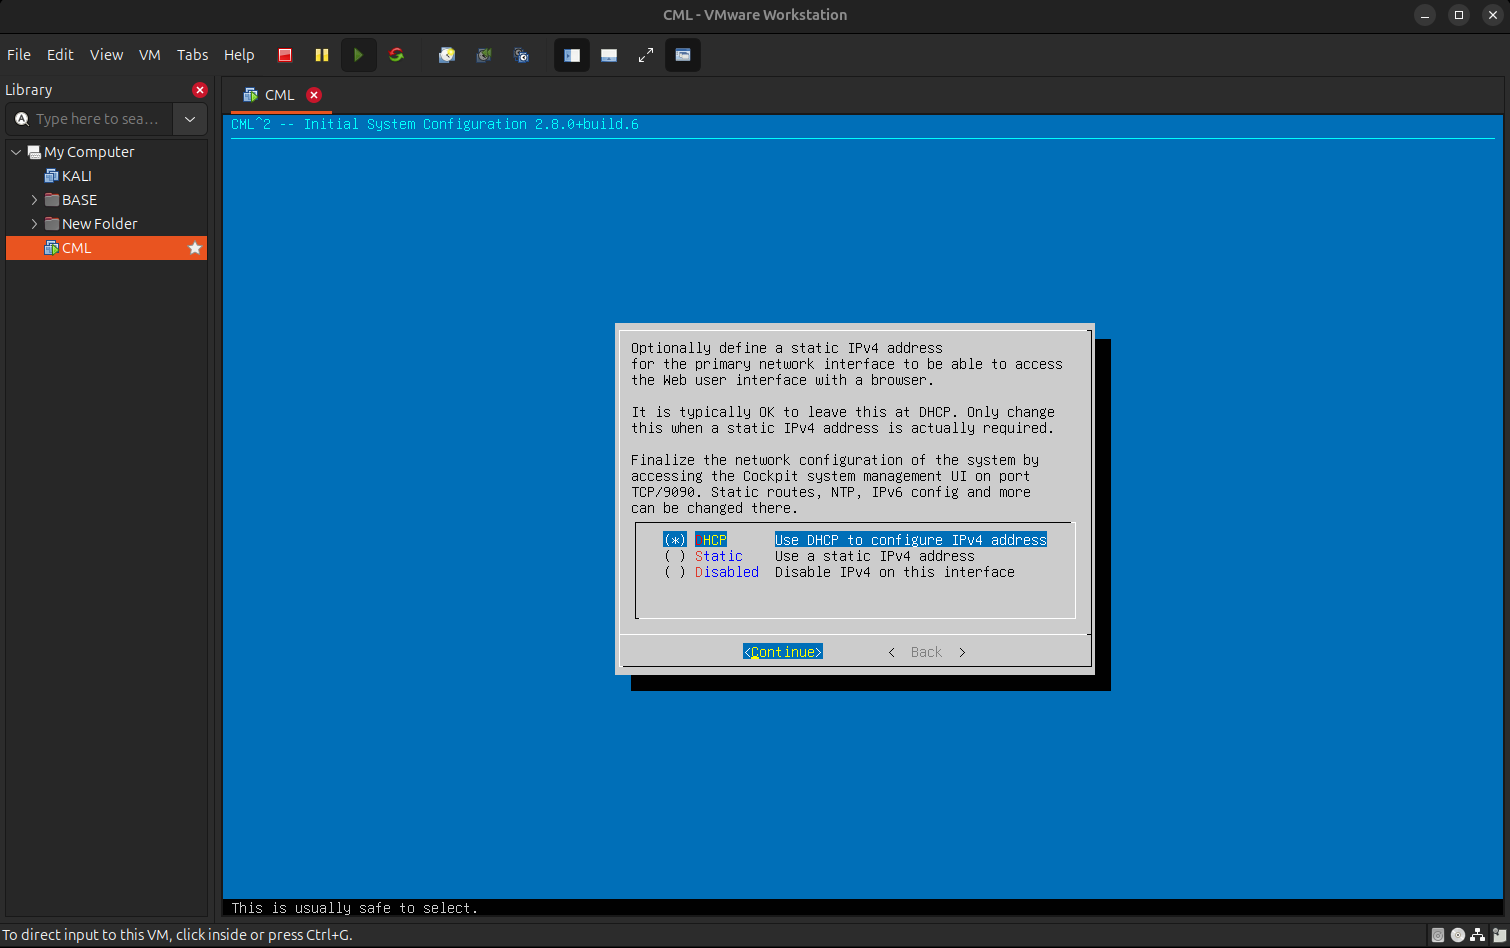 CML - VMware Workstation
File Edit View VM Tabs Help
Library
Type here to sea...
My Computer
KALI
BASE
New Folder
CML
CML
CML^2 -- Initial System Configuration 2.8.0+build.6
Optionally define a static IPv4 address
for the primary network interface to be able to access
the Web user interface with a browser.
It is typically OK to leave this at DHCP. Only change
this when a static IPv4 address is actually required.
Finalize the network configuration of the system by
accessing the Cockpit system management UI on port
TCP/9090. Static routes, NTP, IPv6 config and more
can be changed there.
(*) DHCP Use DHCP to configure IPv4 address
( ) Static Use a static IPv4 address
( ) Disabled Disable IPv4 on this interface
<Continue> < Back >
This is usually safe to select.
To direct input to this VM, click inside or press Ctrl+G.